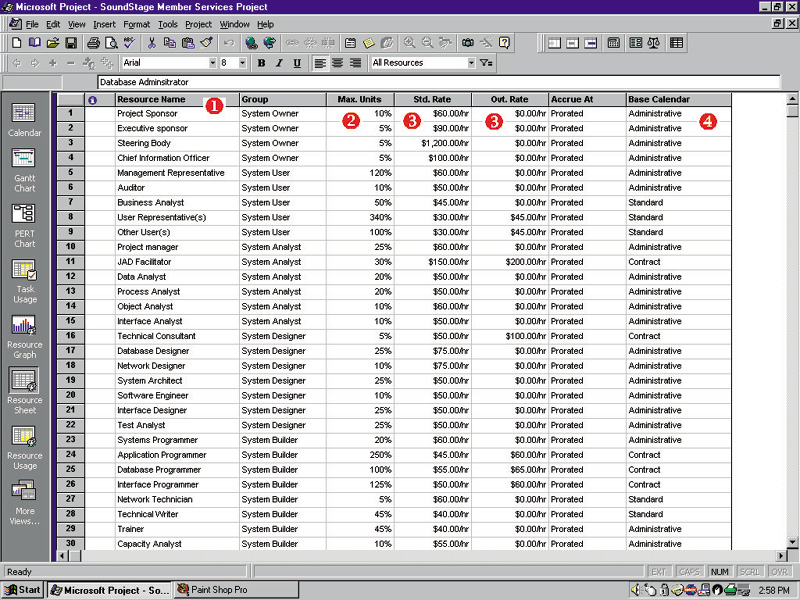 Microsoft Project - SoundStage Member Services Project
File Edit View Insert Format Tools Project Window Help
Arial 8 B I U All Resources
Database Adminsitrator
Resource Name 1 Group Max. Units Std. Rate Ovt. Rate Accrue At Base Calendar
1 Project Sponsor System Owner 2 10% 3 $60.00/hr 3 $0.00/hr Prorated Administrative 4
2 Executive sponsor System Owner 5% $90.00/hr $0.00/hr Prorated Administrative
3 Steering Body System Owner 5% $1,200.00/hr $0.00/hr Prorated Administrative
4 Chief Information Officer System Owner 5% $100.00/hr $0.00/hr Prorated Administrative
5 Management Representative System User 120% $60.00/hr $0.00/hr Prorated Administrative
6 Auditor System User 10% $50.00/hr $0.00/hr Prorated Administrative
7 Business Analyst System User 50% $45.00/hr $0.00/hr Prorated Standard
8 User Representative(s) System User 340% $30.00/hr $45.00/hr Prorated Standard
9 Other User(s) System User 100% $30.00/hr $45.00/hr Prorated Standard
10 Project manager System Analyst 25% $60.00/hr $0.00/hr Prorated Administrative
11 JAD Facilitator System Analyst 30% $150.00/hr $200.00/hr Prorated Contract
12 Data Analyst System Analyst 20% $50.00/hr $0.00/hr Prorated Administrative
13 Process Analyst System Analyst 20% $50.00/hr $0.00/hr Prorated Administrative
14 Object Analyst System Analyst 10% $60.00/hr $0.00/hr Prorated Administrative
15 Interface Analyst System Analyst 10% $50.00/hr $0.00/hr Prorated Administrative
16 Technical Consultant System Designer 5% $50.00/hr $100.00/hr Prorated Contract
17 Database Designer System Designer 25% $75.00/hr $0.00/hr Prorated Administrative
18 Network Designer System Designer 10% $75.00/hr $0.00/hr Prorated Administrative
19 System Architect System Designer 25% $50.00/hr $0.00/hr Prorated Administrative
20 Software Engineer System Designer 10% $50.00/hr $0.00/hr Prorated Administrative
21 Interface Designer System Designer 25% $50.00/hr $0.00/hr Prorated Administrative
22 Test Analyst System Designer 25% $50.00/hr $0.00/hr Prorated Administrative
23 Systems Programmer System Builder 20% $60.00/hr $0.00/hr Prorated Administrative
24 Application Programmer System Builder 250% $45.00/hr $60.00/hr Prorated Contract
25 Database Programmer System Builder 100% $55.00/hr $65.00/hr Prorated Contract
26 Interface Programmer System Builder 125% $50.00/hr $60.00/hr Prorated Contract
27 Network Technician System Builder 5% $60.00/hr $0.00/hr Prorated Standard
28 Technical Writer System Builder 45% $40.00/hr $0.00/hr Prorated Standard
29 Trainer System Builder 45% $40.00/hr $0.00/hr Prorated Administrative
30 Capacity Analyst System Builder 10% $55.00/hr $0.00/hr Prorated Administrative
Calendar
Gantt
Chart
PERT
Chart
Task
Usage
Resource
Graph
Resource
Sheet
Resource
Usage
More
Views...
Ready EXT CAPS NUM SCRL OVR
Start Microsoft Project - So... Paint Shop Pro 2:58 PM